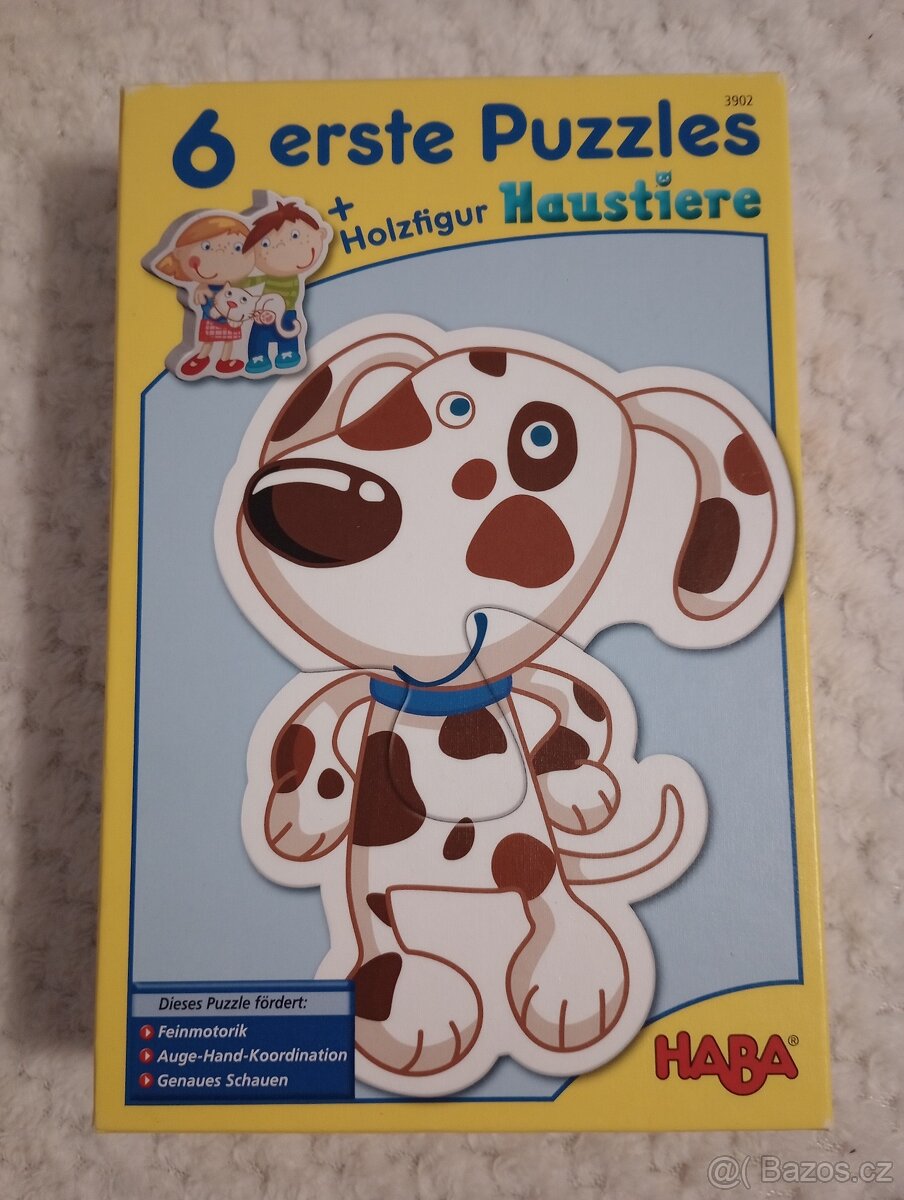 3902
6 erste Puzzles
+
Holzfigur Haustiere
Dieses Puzzle fördert:
Feinmotorik
Auge-Hand-Koordination
Genaues Schauen
HABA®
@( Bazos.cz